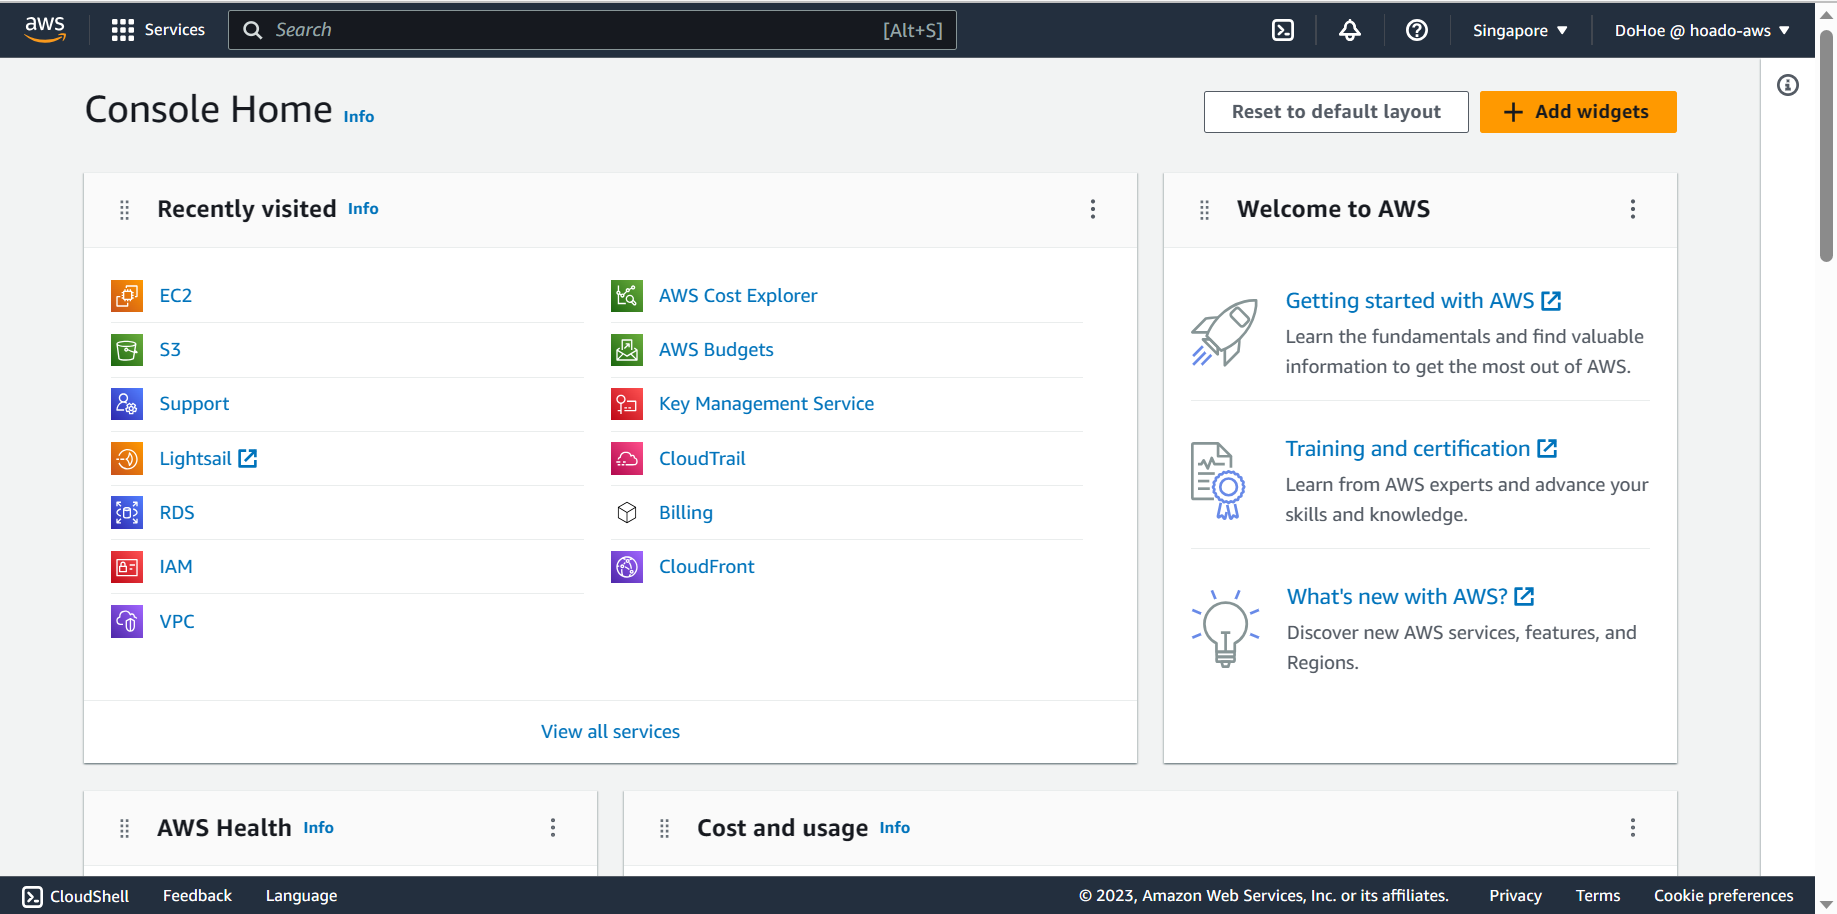 aws
Services
Search
[Alt+S]
Singapore
DoHoe @ hoado-aws
Console Home Info
Reset to default layout
Add widgets
Recently visited Info
EC2
S3
Support
Lightsail
RDS
IAM
VPC
AWS Cost Explorer
AWS Budgets
Key Management Service
CloudTrail
Billing
CloudFront
View all services
Welcome to AWS
Getting started with AWS
Learn the fundamentals and find valuable
information to get the most out of AWS.
Training and certification
Learn from AWS experts and advance your
skills and knowledge.
What's new with AWS?
Discover new AWS services, features, and
Regions.
AWS Health Info
Cost and usage Info
CloudShell
Feedback
Language
© 2023, Amazon Web Services, Inc. or its affiliates.
Privacy
Terms
Cookie preferences